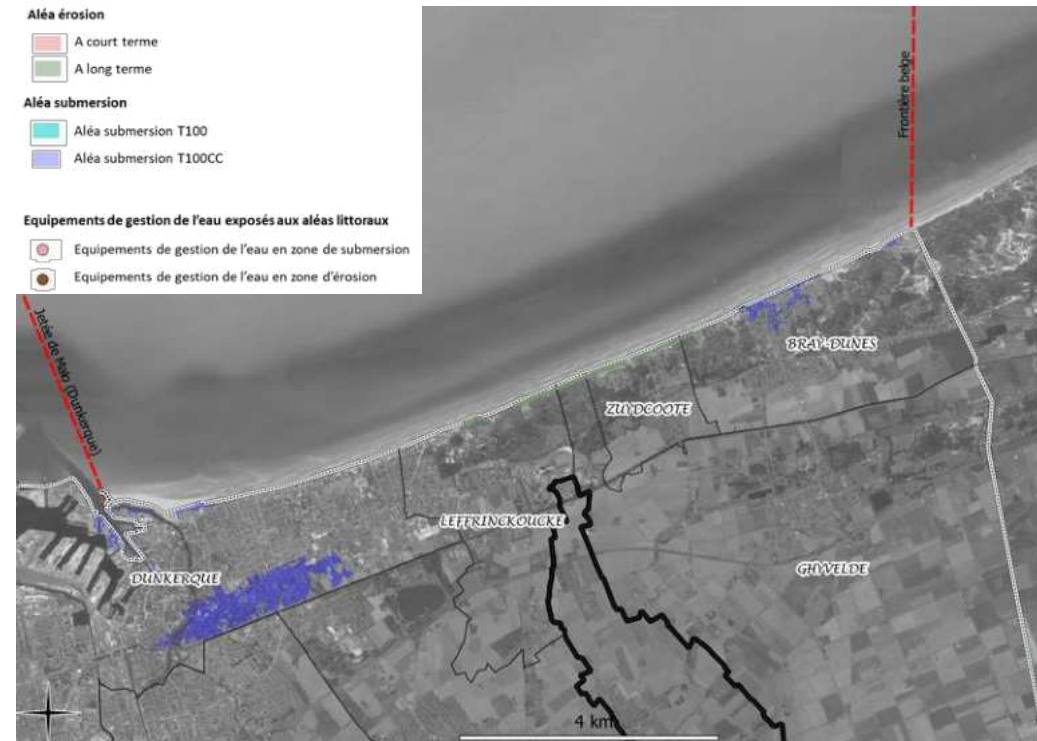 Aléa érosion
A court terme
A long terme
Aléa submersion
Aléa submersion T100
Aléa submersion T100CC
Equipements de gestion de l'eau exposés aux aléas littoraux
Equipements de gestion de l'eau en zone de submersion
Equipements de gestion de l'eau en zone d'érosion
Frontière belge
Jetée de Malo (Dunkerque)
BRAY-DUNES
ZUYDCOOTE
LEFFRINCKOUCKE
GHYVELDE
DUNKERQUE
4 km